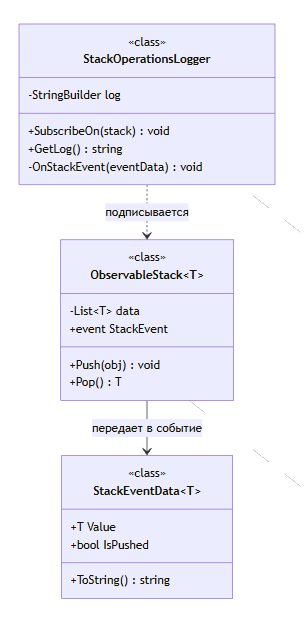 «class»
StackOperationsLogger
-StringBuilder log
+SubscribeOn(stack) : void
+GetLog() : string
-OnStackEvent(eventData) : void
подписывается
«class»
ObservableStack<T>
-List<T> data
+event StackEvent
+Push(obj) : void
+Pop() : T
передает в событие
«class»
StackEventData<T>
+T Value
+bool IsPushed
+ToString() : string